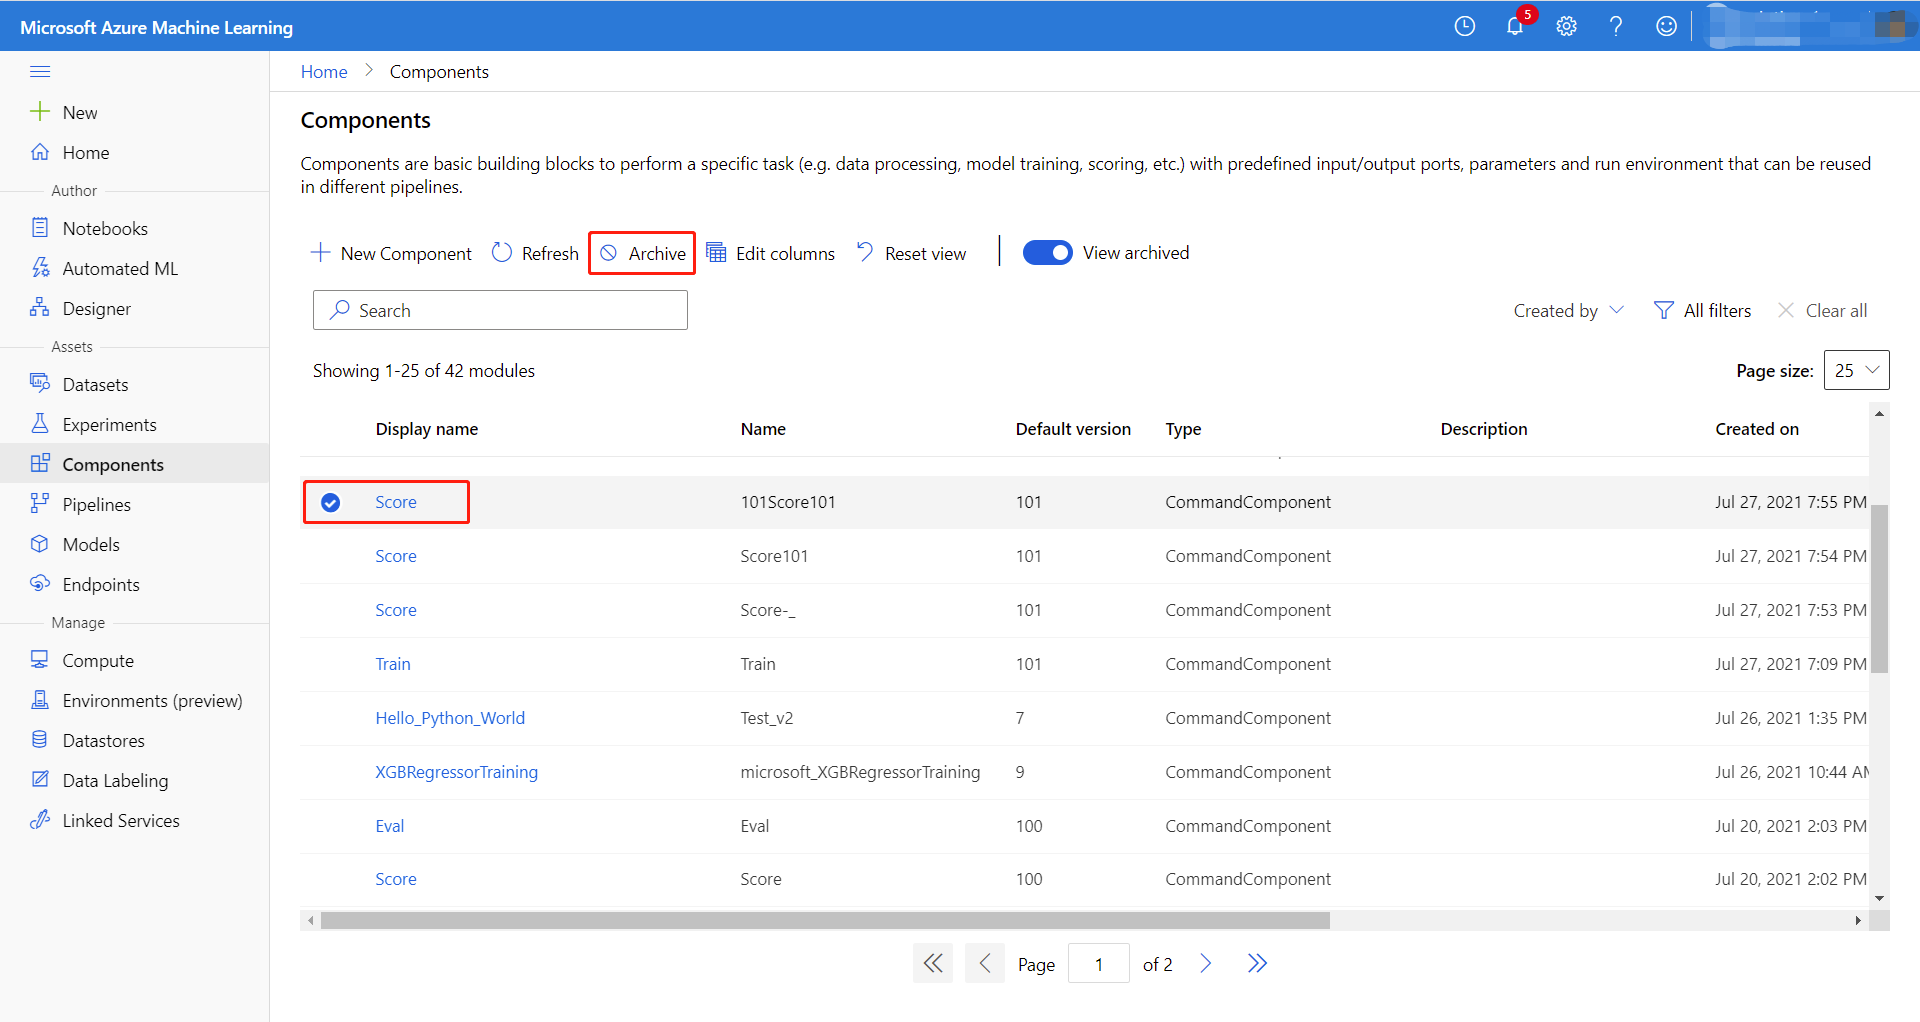 Microsoft Azure Machine Learning
5
Home > Components
New
Home
Author
Notebooks
Automated ML
Designer
Assets
Datasets
Experiments
Components
Pipelines
Models
Endpoints
Manage
Compute
Environments (preview)
Datastores
Data Labeling
Linked Services
Components
Components are basic building blocks to perform a specific task (e.g. data processing, model training, scoring, etc.) with predefined input/output ports, parameters and run environment that can be reused
in different pipelines.
New Component Refresh Archive Edit columns Reset view View archived
Search
Created by All filters Clear all
Showing 1-25 of 42 modules
Page size: 25
Display name Name Default version Type Description Created on
Score 101Score101 101 CommandComponent Jul 27, 2021 7:55 PM
Score Score101 101 CommandComponent Jul 27, 2021 7:54 PM
Score Score-_ 101 CommandComponent Jul 27, 2021 7:53 PM
Train Train 101 CommandComponent Jul 27, 2021 7:09 PM
Hello_Python_World Test_v2 7 CommandComponent Jul 26, 2021 1:35 PM
XGBRegressorTraining microsoft_XGBRegressorTraining 9 CommandComponent Jul 26, 2021 10:44 AM
Eval Eval 100 CommandComponent Jul 20, 2021 2:03 PM
Score Score 100 CommandComponent Jul 20, 2021 2:02 PM
Page 1 of 2